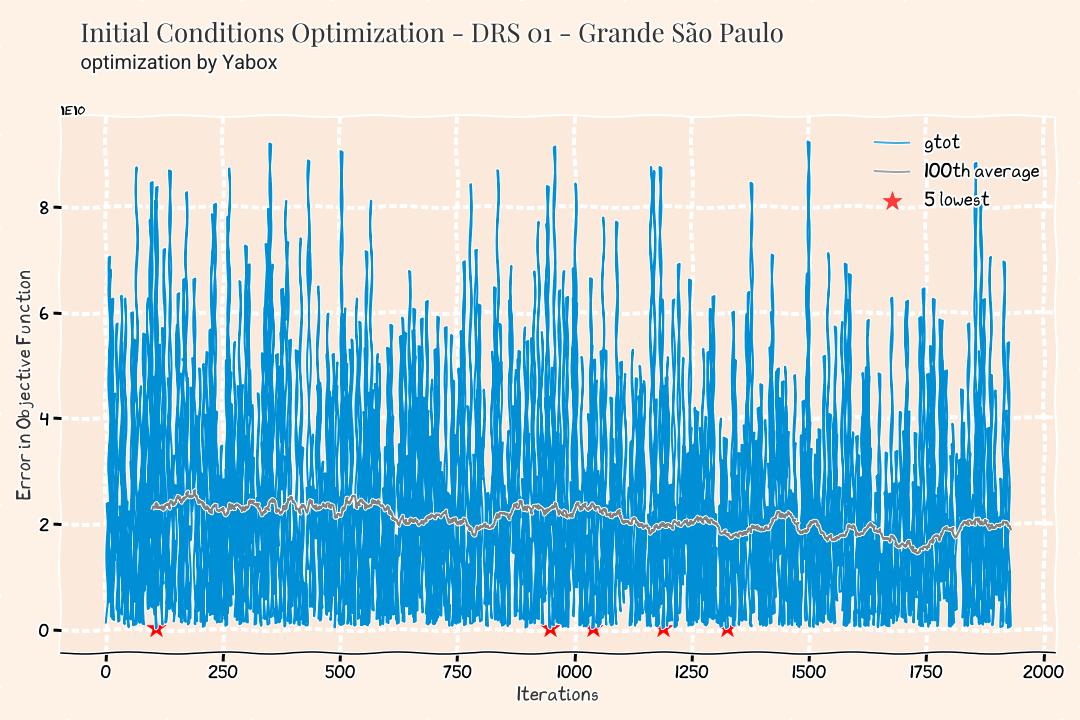 Initial Conditions Optimization - DRS 01 - Grande São Paulo
optimization by Yabox
1E10
gtot
100th average
5 lowest
8
6
4
2
0
Error in Objective Function
0 250 500 750 1000 1250 1500 1750 2000
Iterations